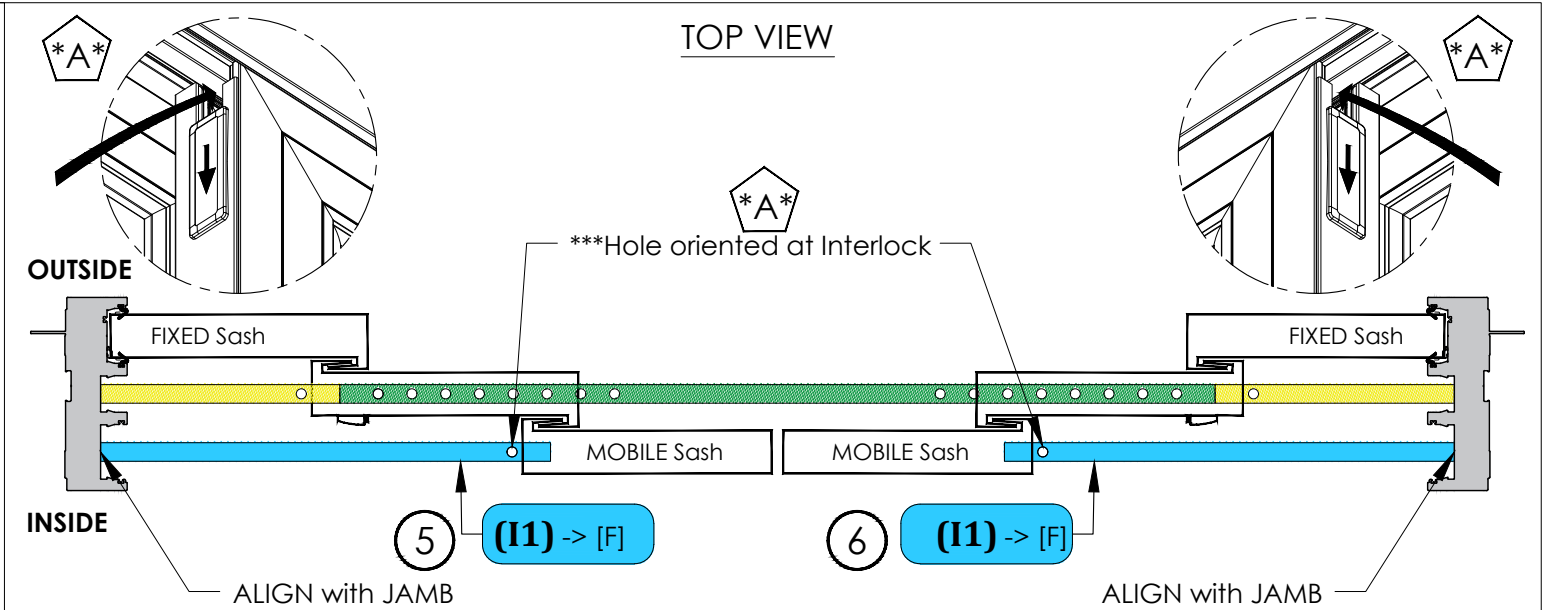 TOP VIEW
*A*
*A*
*A*
***Hole oriented at Interlock
OUTSIDE
FIXED Sash
FIXED Sash
MOBILE Sash
MOBILE Sash
INSIDE
5
(I1) -> [F]
6
(I1) -> [F]
ALIGN with JAMB
ALIGN with JAMB